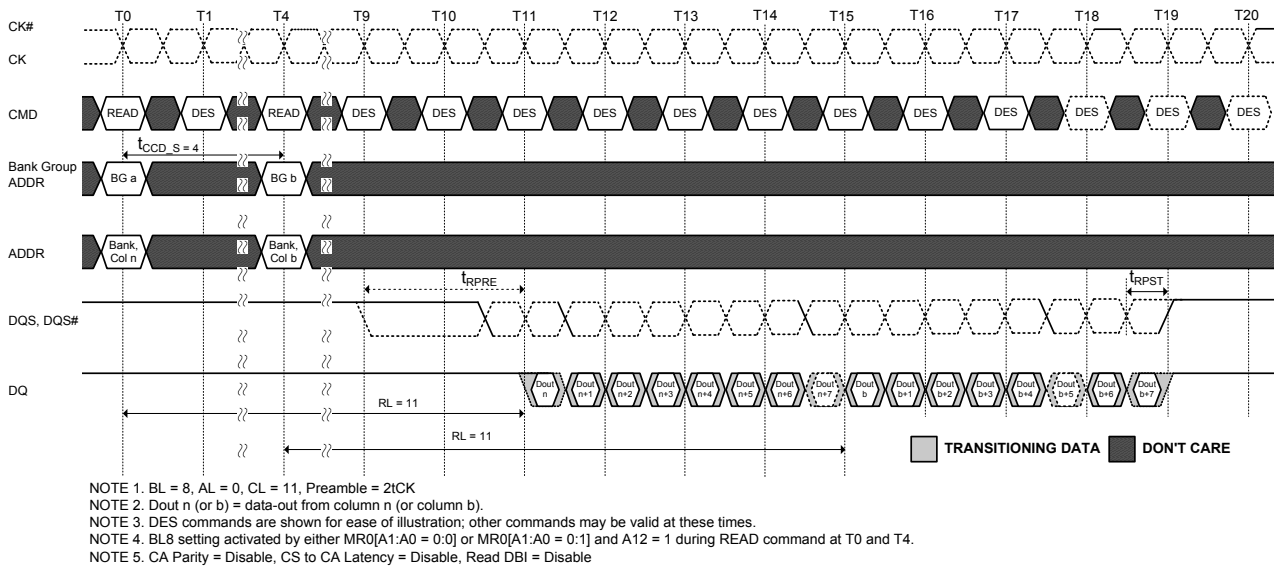 T0 T1 T4 T9 T10 T11 T12 T13 T14 T15 T16 T17 T18 T19 T20
CK#
CK
CMD READ DES READ DES DES DES DES DES DES DES DES DES DES DES DES
tCCD_S = 4
Bank Group
ADDR
BG a BG b
ADDR
Bank, Bank,
Col n Col b
tRPRE tRPST
DQS, DQS#
DQ
Dout Dout Dout Dout Dout Dout Dout Dout Dout Dout Dout Dout Dout Dout Dout Dout
n n+1 n+2 n+3 n+4 n+5 n+6 n+7 b b+1 b+2 b+3 b+4 b+5 b+6 b+7
RL = 11
RL = 11
TRANSITIONING DATA DON'T CARE
NOTE 1. BL = 8, AL = 0, CL = 11, Preamble = 2tCK
NOTE 2. Dout n (or b) = data-out from column n (or column b).
NOTE 3. DES commands are shown for ease of illustration; other commands may be valid at these times.
NOTE 4. BL8 setting activated by either MR0[A1:A0 = 0:0] or MR0[A1:A0 = 0:1] and A12 = 1 during READ command at T0 and T4.
NOTE 5. CA Parity = Disable, CS to CA Latency = Disable, Read DBI = Disable